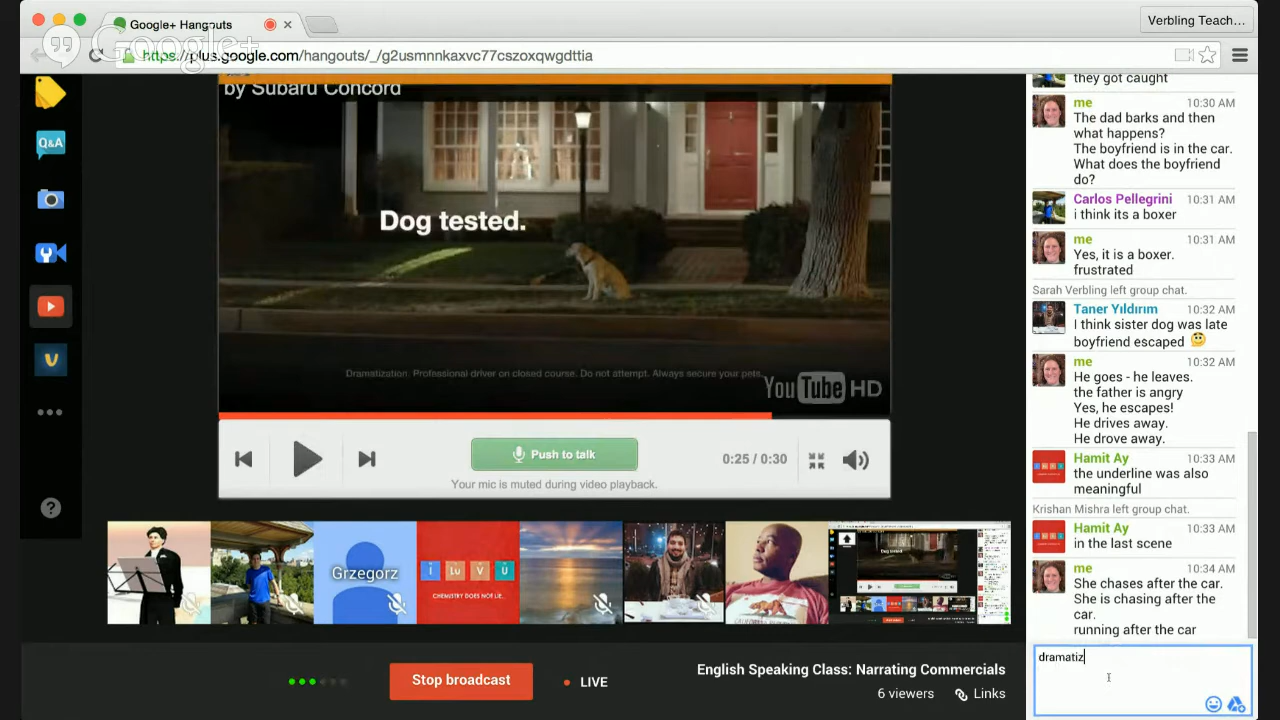 Google+ Hangouts
Verbling Teach...
Google+
https://plus.google.com/hangouts/_/g2usmnnkaxvc77cszoxqvgdttia
by Subaru Concord
Q&A
Dog tested.
Dramatization. Professional driver on closed course. Do not attempt. Always secure your pets.
YouTube HD
Push to talk
0:25 / 0:30
Your mic is muted during video playback.
Grzegorz
i Lu V U
CHEMISTRY DOES NOT LIE..
Stop broadcast
LIVE
English Speaking Class: Narrating Commercials
6 viewers
Links
they got caught
me 10:30 AM
The dad barks and then
what happens?
The boyfriend is in the car.
What does the boyfriend
do?
Carlos Pellegrini 10:31 AM
i think its a boxer
me 10:31 AM
Yes, it is a boxer.
frustrated
Sarah Verbling left group chat.
Taner Yıldırım 10:32 AM
I think sister dog was late
boyfriend escaped
me 10:32 AM
He goes - he leaves.
the father is angry
Yes, he escapes!
He drives away.
He drove away.
Hamit Ay 10:33 AM
the underline was also
meaningful
Krishan Mishra left group chat.
Hamit Ay 10:33 AM
in the last scene
me 10:34 AM
She chases after the car.
She is chasing after the
car.
running after the car
dramatiz